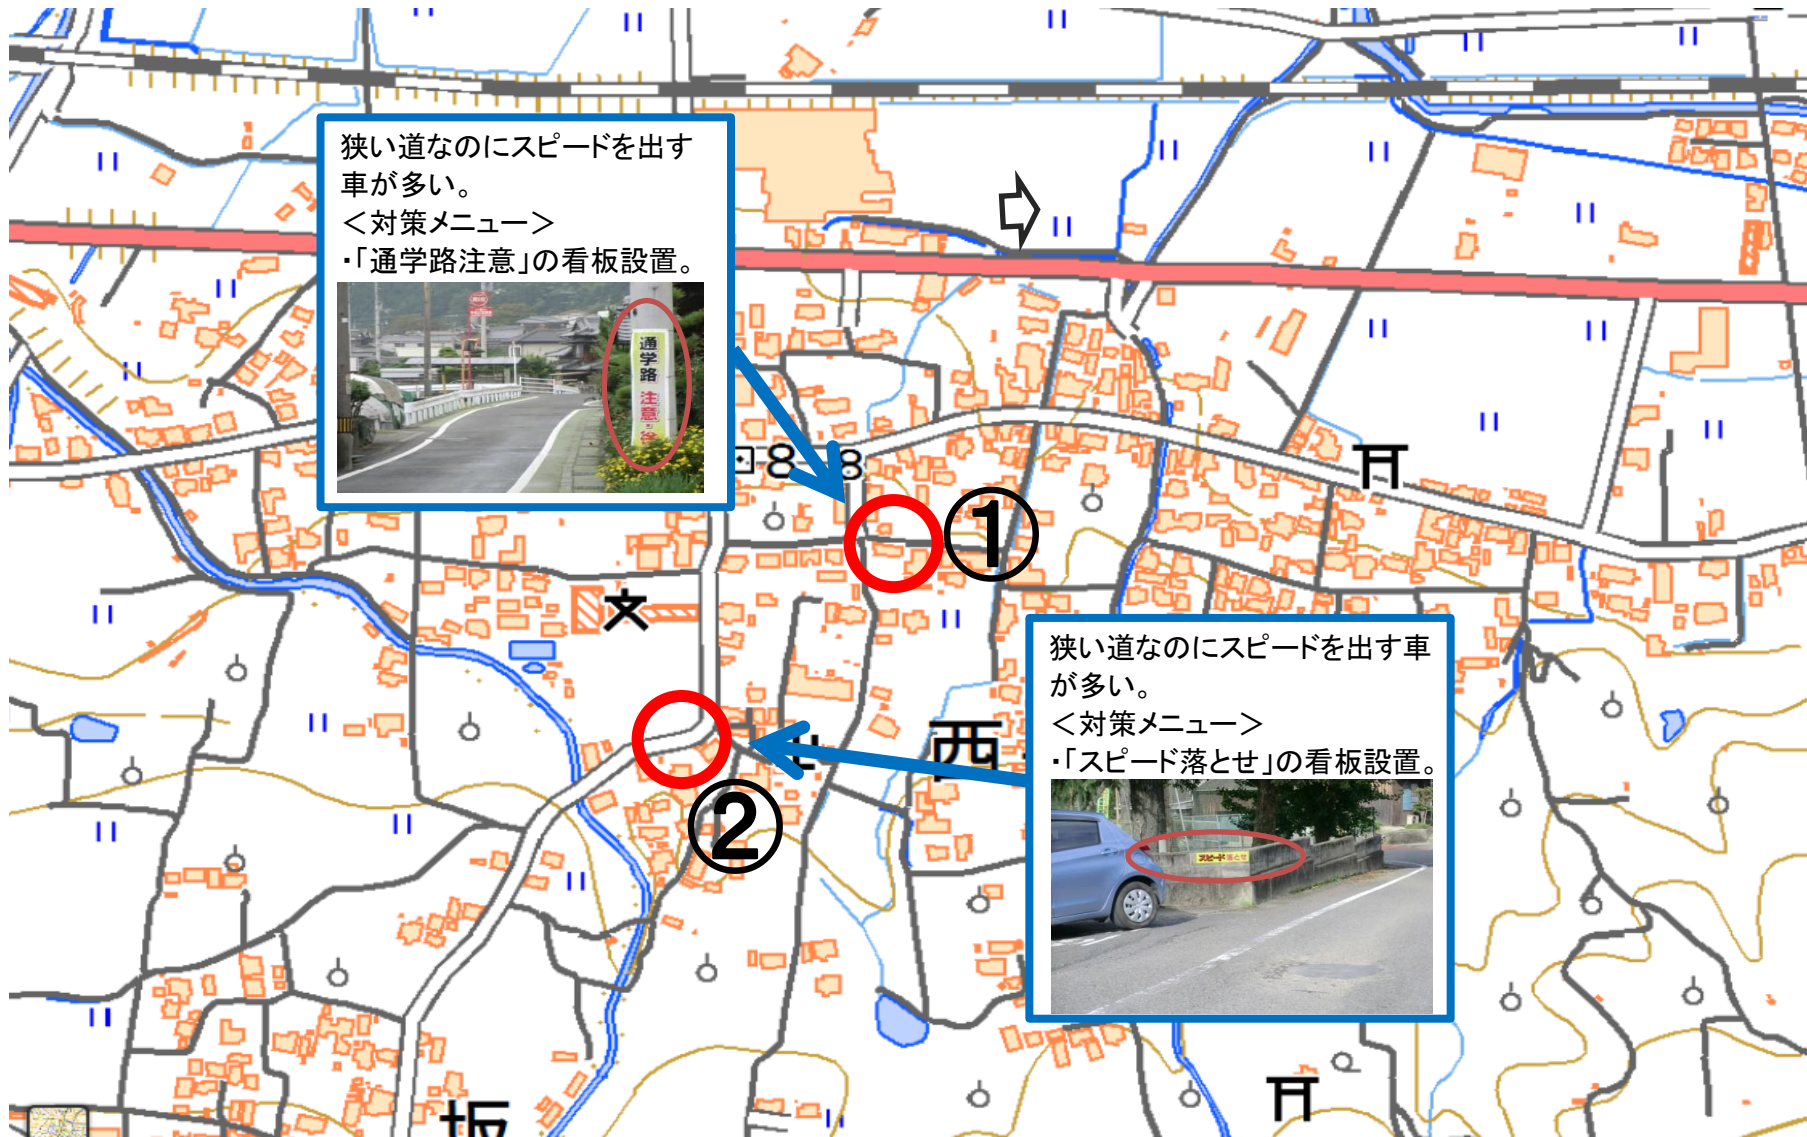 狭い道なのにスピードを出す
車が多い。
＜対策メニュー＞
・「通学路注意」の看板設置。
通学路 注意
8
8
①
文
狭い道なのにスピードを出す車
が多い。
＜対策メニュー＞
・「スピード落とせ」の看板設置。
スピード落とせ
西
②
坂